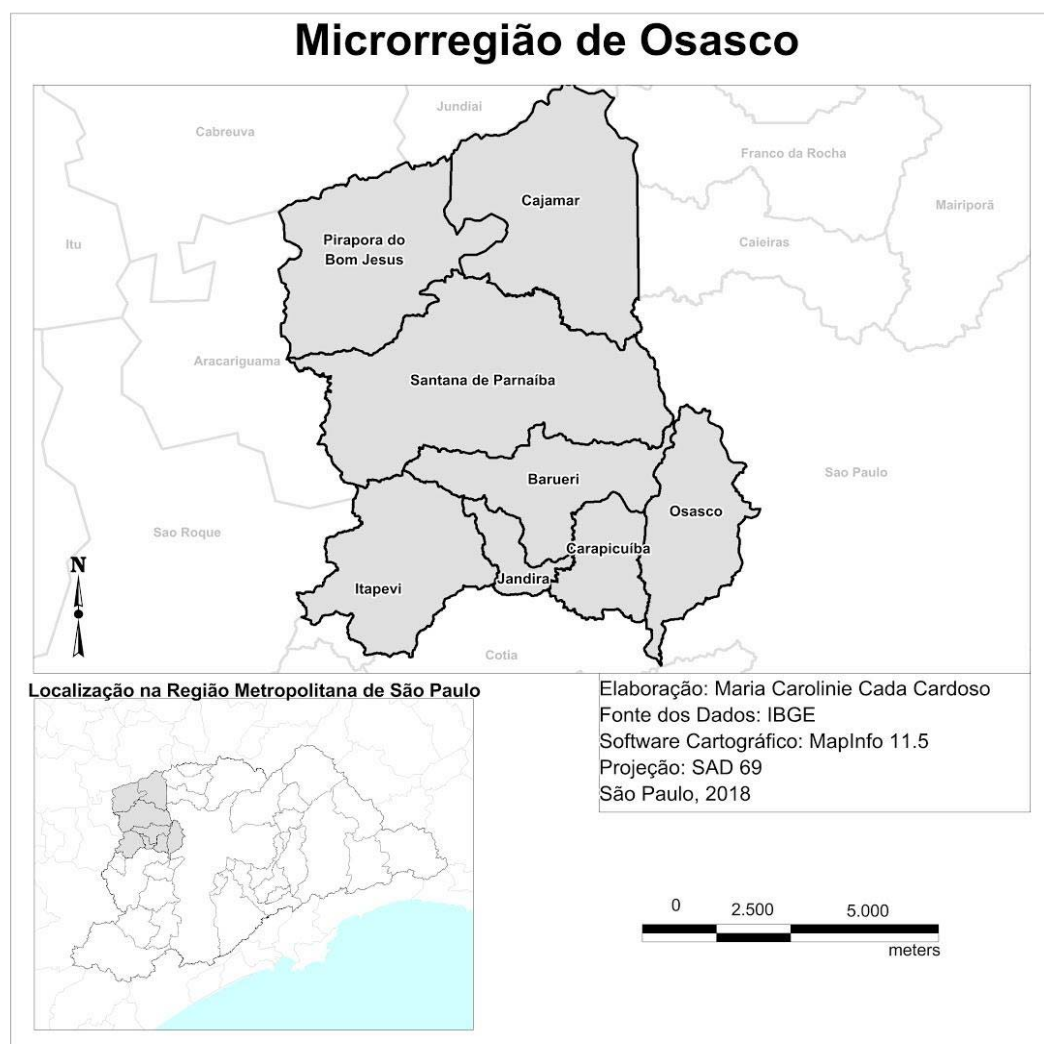 Microrregião de Osasco
Jundíaí
Cabreuva
Franco da Rocha
Cajamar
Mairiporã
Itu
Pirapora do
Bom Jesus
Caieiras
Aracariguama
Santana de Parnaíba
Sao Paulo
Barueri
Osasco
Sao Roque
Carapicuíba
N
Itapevi
Jandira
Cotia
Localização na Região Metropolitana de São Paulo
Elaboração: Maria Carolinie Cada Cardoso
Fonte dos Dados: IBGE
Software Cartográfico: MapInfo 11.5
Projeção: SAD 69
São Paulo, 2018
0 2.500 5.000
meters